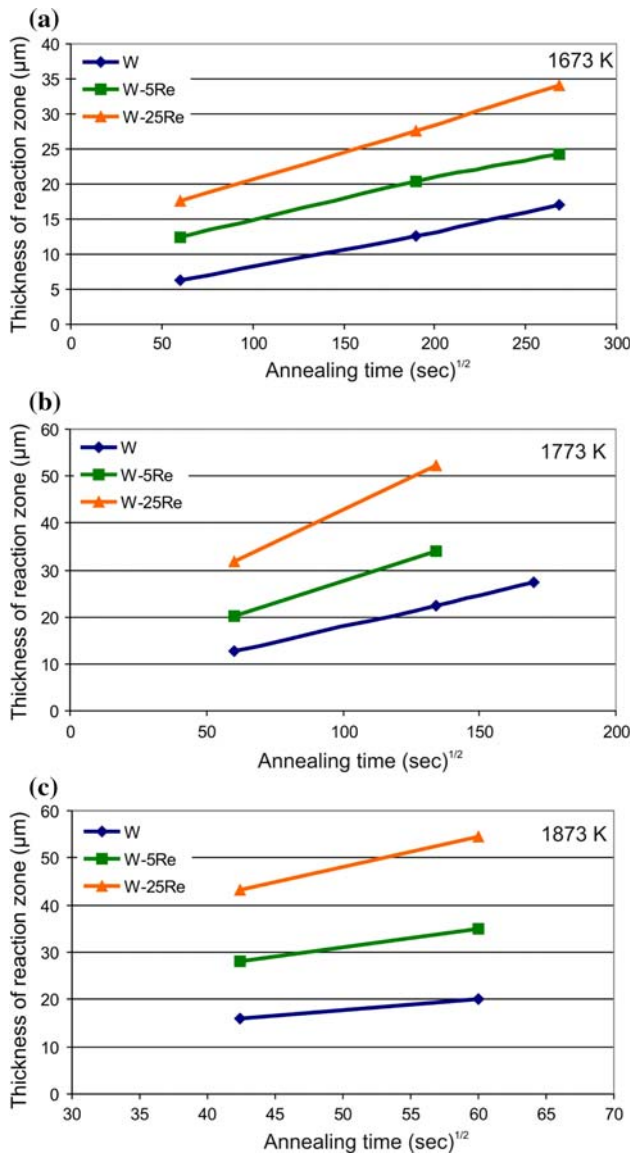 (a)
40
35
30
25
20
15
10
5
0
Thickness of reaction zone (µm)
W
W-5Re
W-25Re
1673 K
0 50 100 150 200 250 300
Annealing time (sec)1/2
(b)
60
50
40
30
20
10
0
Thickness of reaction zone (µm)
W
W-5Re
W-25Re
1773 K
0 50 100 150 200
Annealing time (sec)1/2
(c)
60
50
40
30
20
10
0
Thickness of reaction zone (µm)
W
W-5Re
W-25Re
1873 K
30 35 40 45 50 55 60 65 70
Annealing time (sec)1/2